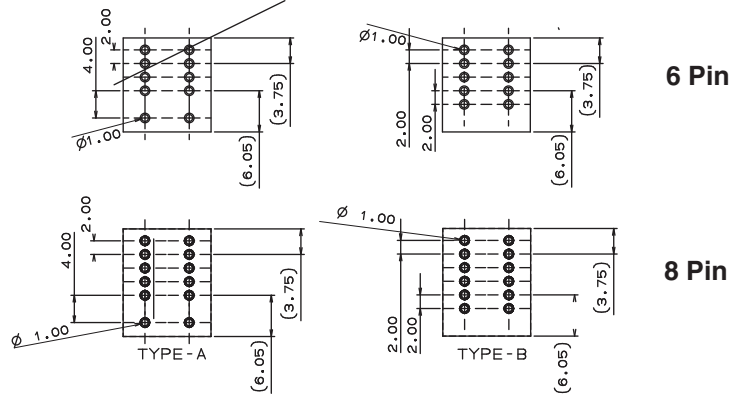 2.00
4.00
Ø1.00
(3.75)
(6.05)
Ø1.00
2.00
2.00
(3.75)
(6.05)
6 Pin
2.00
4.00
Ø 1.00
(3.75)
(6.05)
TYPE-A
Ø 1.00
2.00
2.00
(3.75)
(6.05)
TYPE-B
8 Pin